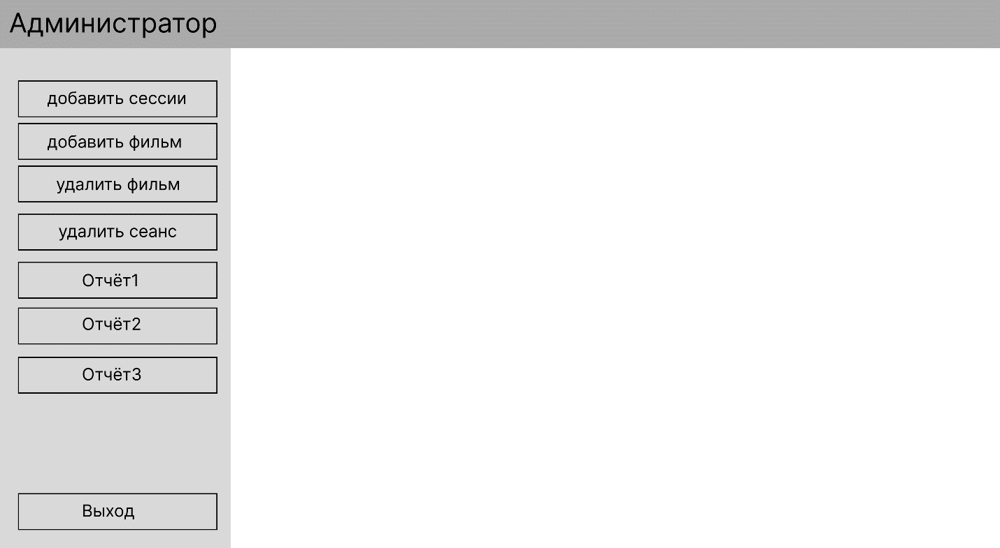 Администратор
добавить сессии
добавить фильм
удалить фильм
удалить сеанс
Отчёт1
Отчёт2
Отчёт3
Выход